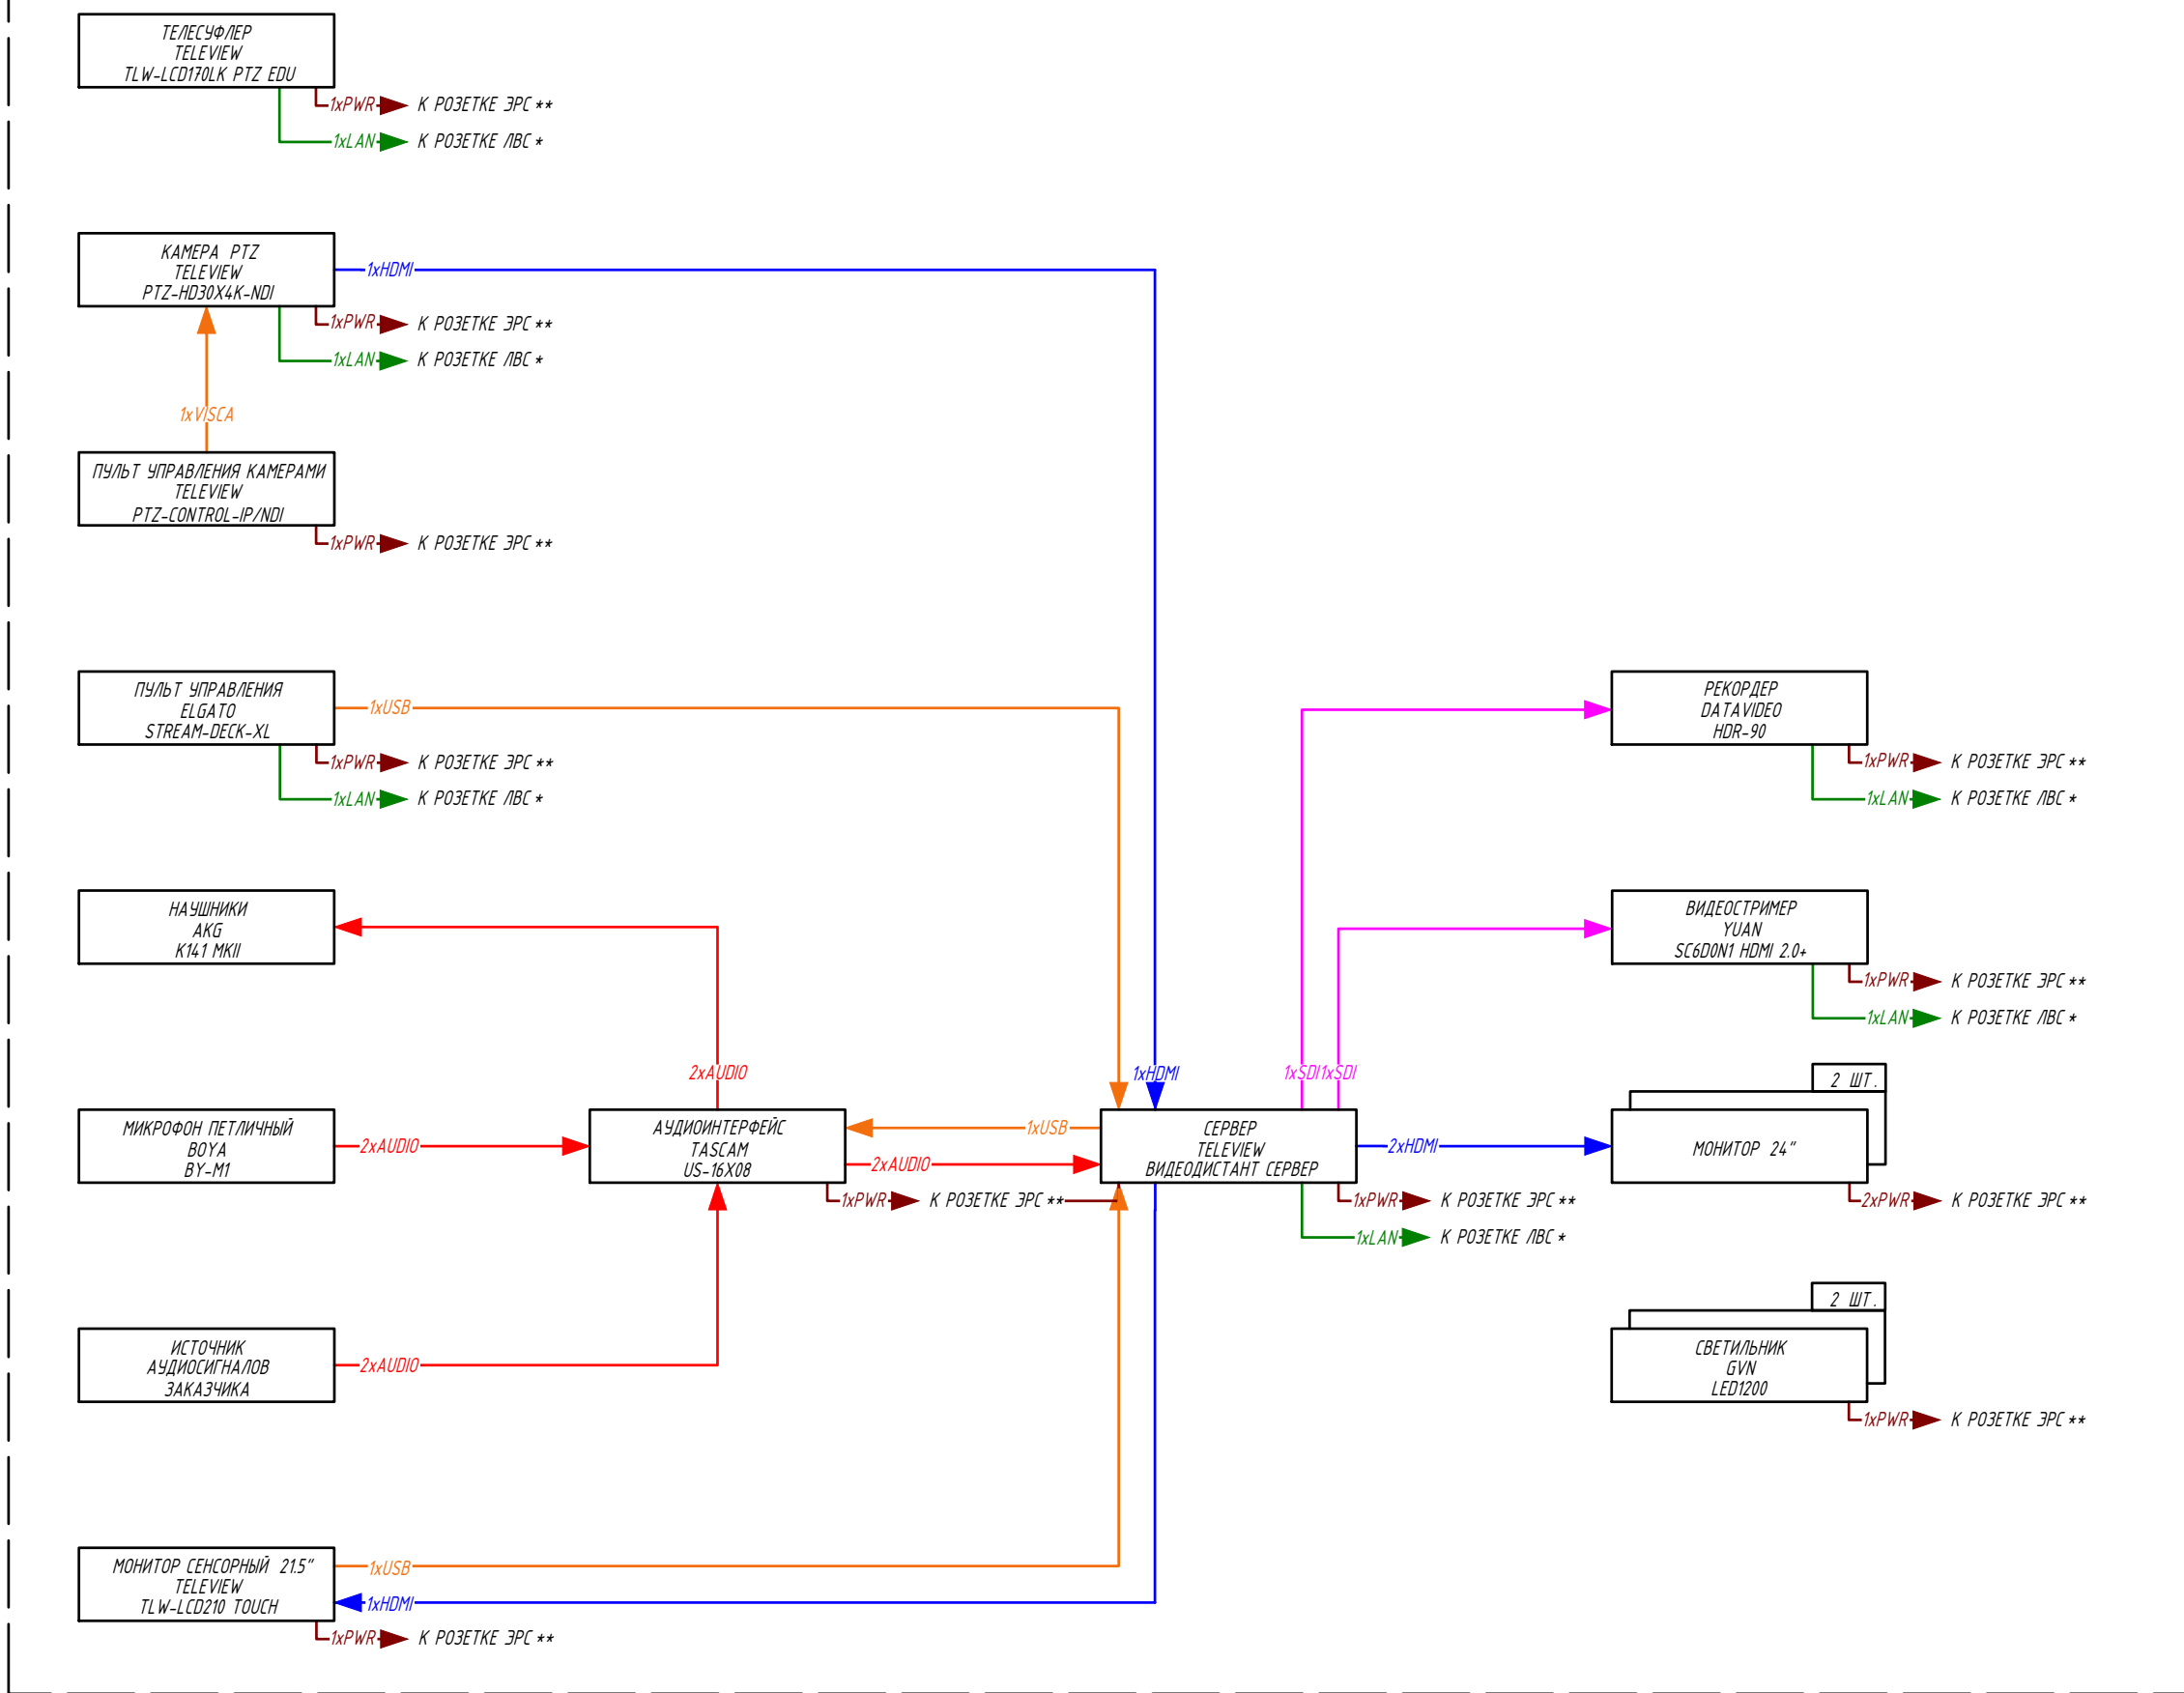 ТЕЛЕСУФЛЕР
TELEVIEW
TLW-LCD170LK PTZ EDU
1xPWR К РОЗЕТКЕ ЭРС **
1xLAN К РОЗЕТКЕ ЛВС *
КАМЕРА PTZ
TELEVIEW
PTZ-HD30X4K-NDI
1xHDMI
1xPWR К РОЗЕТКЕ ЭРС **
1xLAN К РОЗЕТКЕ ЛВС *
1xVISCA
ПУЛЬТ УПРАВЛЕНИЯ КАМЕРАМИ
TELEVIEW
PTZ-CONTROL-IP/NDI
1xPWR К РОЗЕТКЕ ЭРС **
ПУЛЬТ УПРАВЛЕНИЯ
ELGATO
STREAM-DECK-XL
1xUSB
1xPWR К РОЗЕТКЕ ЭРС **
1xLAN К РОЗЕТКЕ ЛВС *
РЕКОРДЕР
DATAVIDEO
HDR-90
1xPWR К РОЗЕТКЕ ЭРС **
1xLAN К РОЗЕТКЕ ЛВС *
НАУШНИКИ
AKG
K141 MKII
ВИДЕОСТРИМЕР
YUAN
SC6D0N1 HDMI 2.0+
1xPWR К РОЗЕТКЕ ЭРС **
1xLAN К РОЗЕТКЕ ЛВС *
2xAUDIO
1xHDMI
1xSDI 1xSDI
2 ШТ.
МИКРОФОН ПЕТЛИЧНЫЙ
BOYA
BY-M1
2xAUDIO
АУДИОИНТЕРФЕЙС
TASCAM
US-16X08
1xUSB
2xAUDIO
1xPWR К РОЗЕТКЕ ЭРС **
СЕРВЕР
TELEVIEW
ВИДЕОДИСТАНТ СЕРВЕР
2xHDMI
1xPWR К РОЗЕТКЕ ЭРС **
1xLAN К РОЗЕТКЕ ЛВС *
МОНИТОР 24"
2xPWR К РОЗЕТКЕ ЭРС **
ИСТОЧНИК
АУДИОСИГНАЛОВ
ЗАКАЗЧИКА
2xAUDIO
2 ШТ.
СВЕТИЛЬНИК
GVN
LED1200
1xPWR К РОЗЕТКЕ ЭРС **
МОНИТОР СЕНСОРНЫЙ 21.5"
TELEVIEW
TLW-LCD210 TOUCH
1xUSB
1xHDMI
1xPWR К РОЗЕТКЕ ЭРС **